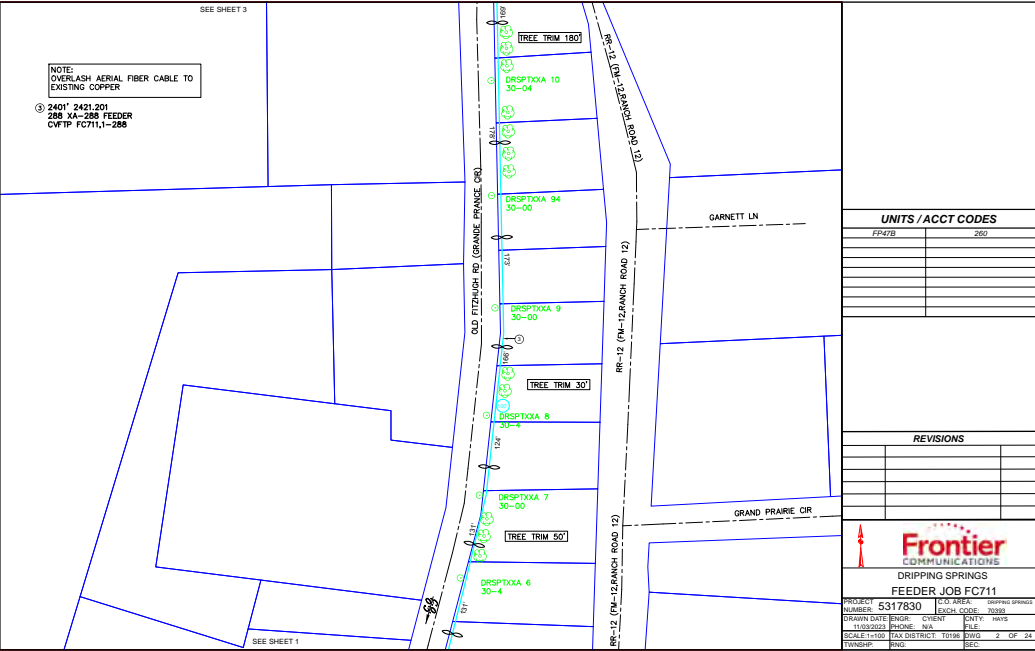 SEE SHEET 3
NOTE:
OVERLASH AERIAL FIBER CABLE TO
EXISTING COPPER
3 2401' 2421.201
288 XA-288 FEEDER
CVFTP FC711,1-288
169'
TREE TRIM 180'
DRSPTXXA 10
30-04
178'
DRSPTXXA 94
30-00
173'
DRSPTXXA 9
30-00
3
166'
TREE TRIM 30'
DRSPTXXA 8
30-4
124'
DRSPTXXA 7
30-00
131'
TREE TRIM 50'
DRSPTXXA 6
30-4
131'
SEE SHEET 1
OLD FITZHUGH RD (GRANDE PRANCE CIR)
RR-12 (FM-12,RANCH ROAD 12)
RR-12 (FM-12,RANCH ROAD 12)
RR-12 (FM-12,RANCH ROAD 12)
GARNETT LN
GRAND PRAIRIE CIR
UNITS / ACCT CODES
FP47B 260
REVISIONS
Frontier
COMMUNICATIONS
DRIPPING SPRINGS
FEEDER JOB FC711
PROJECT NUMBER: 5317830 C.O. AREA: DRIPPING SPRINGS
EXCH. CODE: 70393
DRAWN DATE: ENGR: CYIENT CNTY: HAYS
11/03/2023 PHONE: N/A FILE:
SCALE:1=100 TAX DISTRICT: T0196 DWG 2 OF 24
TWNSHP: RNG: SEC: